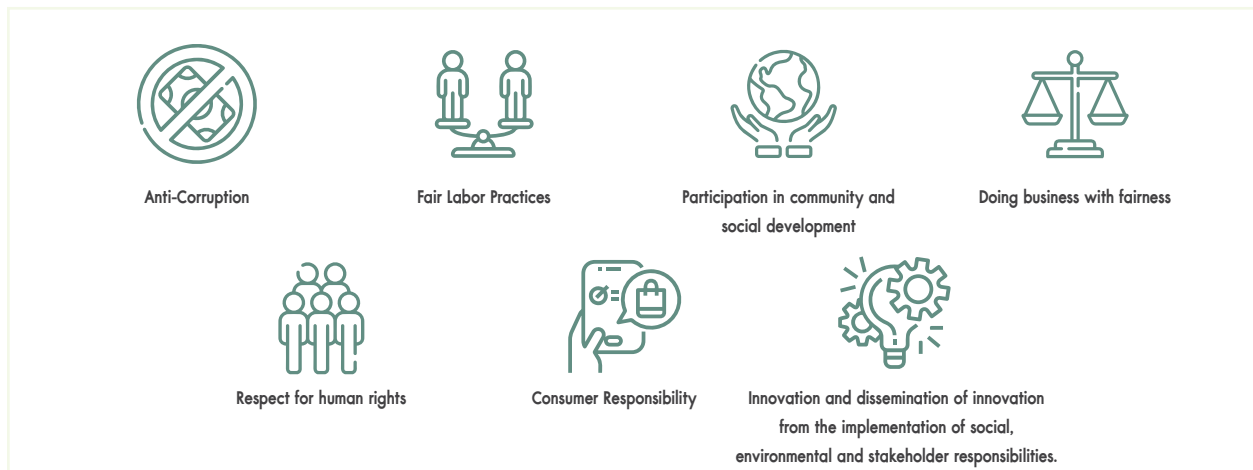 Anti-Corruption
Fair Labor Practices
Participation in community and
social development
Doing business with fairness
Respect for human rights
Consumer Responsibility
Innovation and dissemination of innovation
from the implementation of social,
environmental and stakeholder responsibilities.